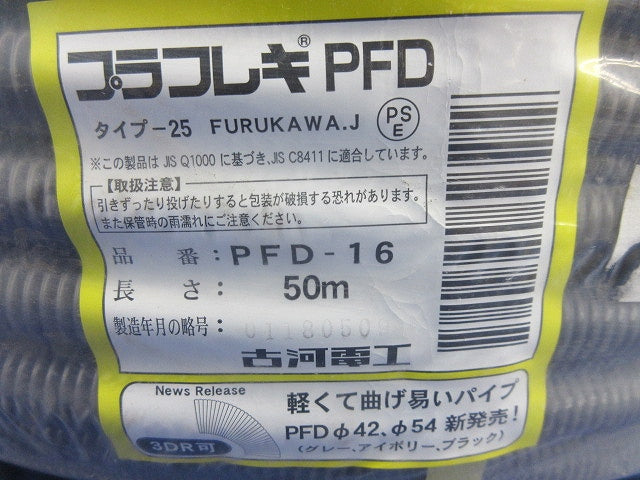 プラフレキ® PFD
タイプ-25 FURUKAWA.J PSE
※この製品は JIS Q1000 に基づき、JIS C8411 に適合しています。
【取扱注意】
引きずったり投げたりすると包装が破損する恐れがあります。
また保管時の雨濡れにご注意ください。
品 番：PFD-16
長 さ： 50m
製造年月の略号：
古河電工
News Release
3DR可
軽くて曲げ易いパイプ
PFDφ42、φ54 新発売！
（グレー、アイボリー、ブラック）